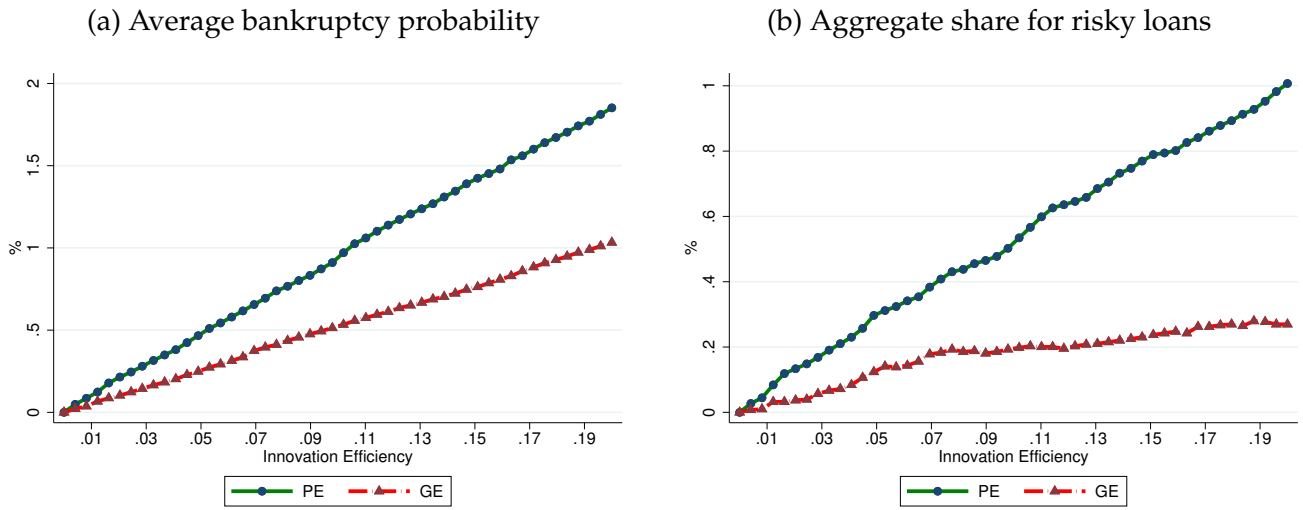 (a) Average bankruptcy probability
2
1.5
1
.5
0
%
.01 .03 .05 .07 .09 .11 .13 .15 .17 .19
Innovation Efficiency
PE GE
(b) Aggregate share for risky loans
1
.8
.6
.4
.2
0
%
.01 .03 .05 .07 .09 .11 .13 .15 .17 .19
Innovation Efficiency
PE GE